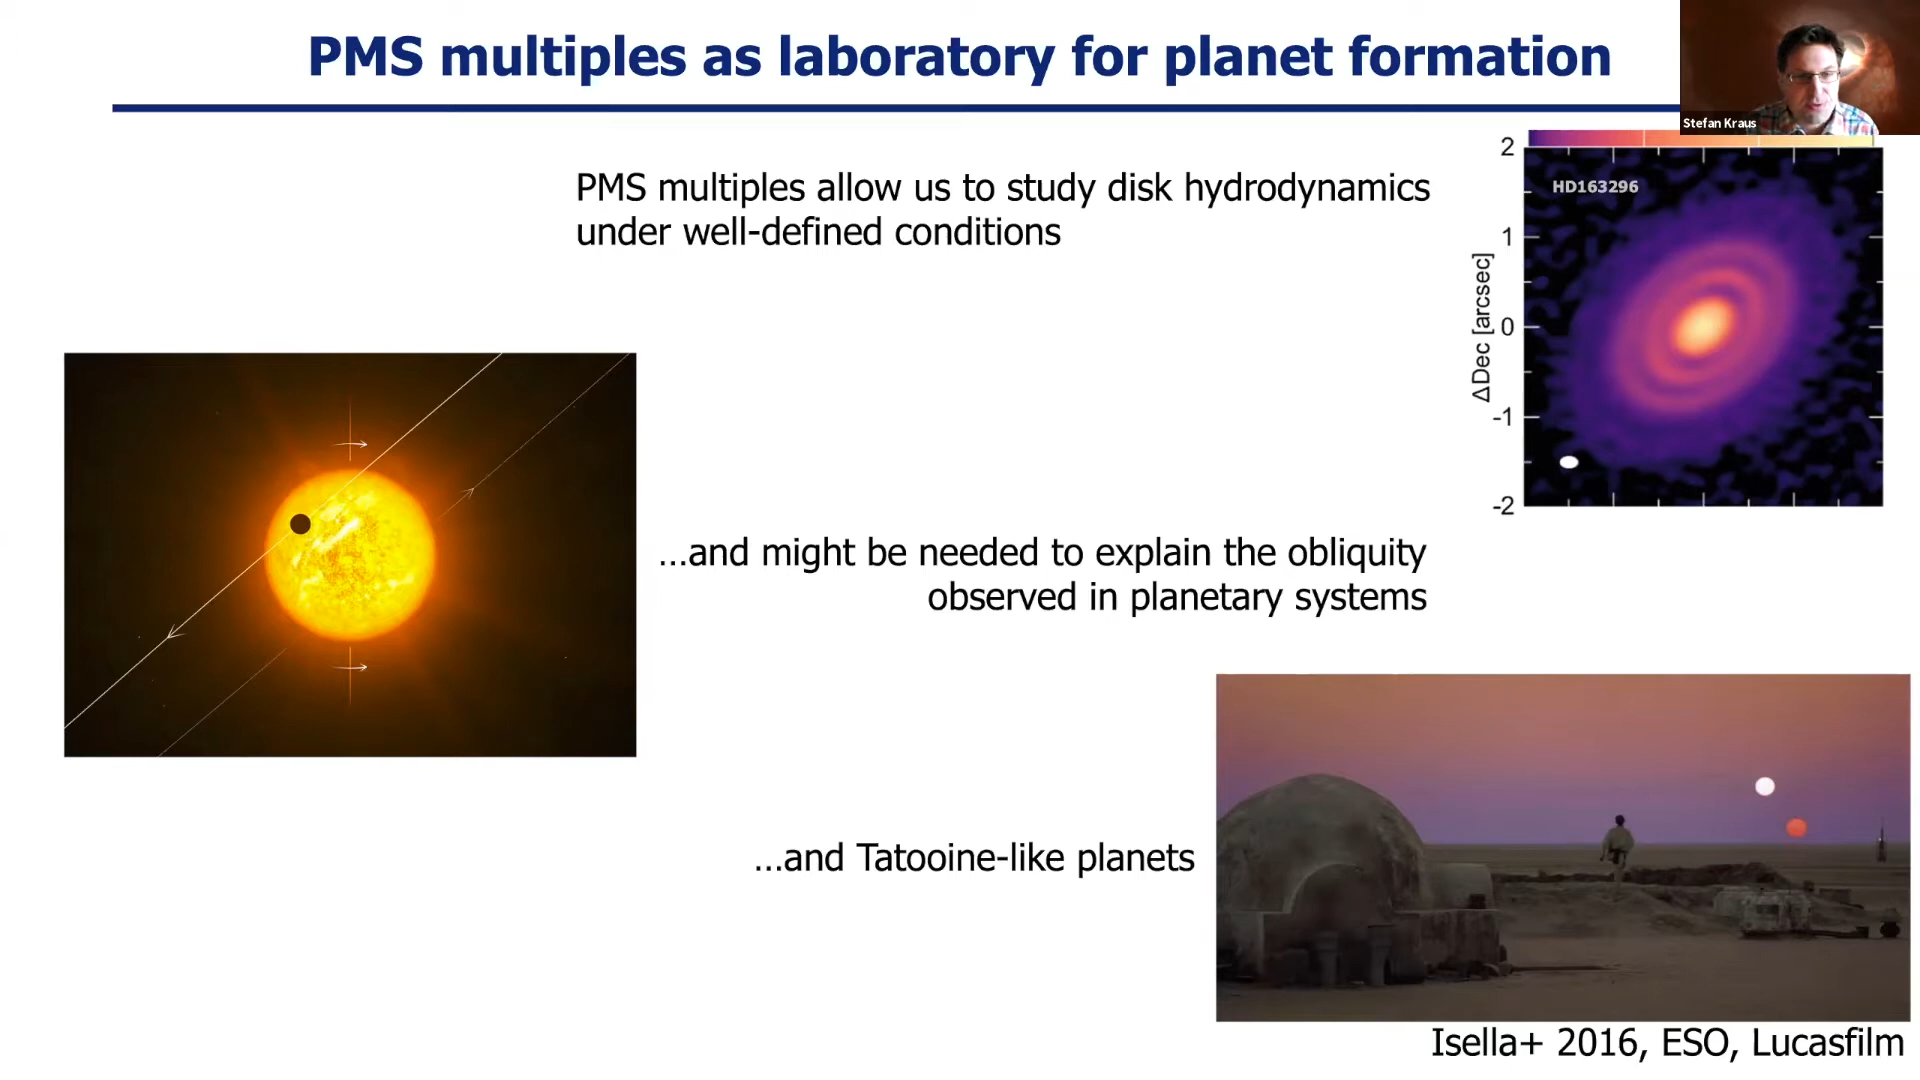 PMS multiples as laboratory for planet formation
Stefan Kraus
PMS multiples allow us to study disk hydrodynamics
under well-defined conditions
HD163296
2
1
0
-1
-2
ΔDec [arcsec]
…and might be needed to explain the obliquity
observed in planetary systems
…and Tatooine-like planets
Isella+ 2016, ESO, Lucasfilm